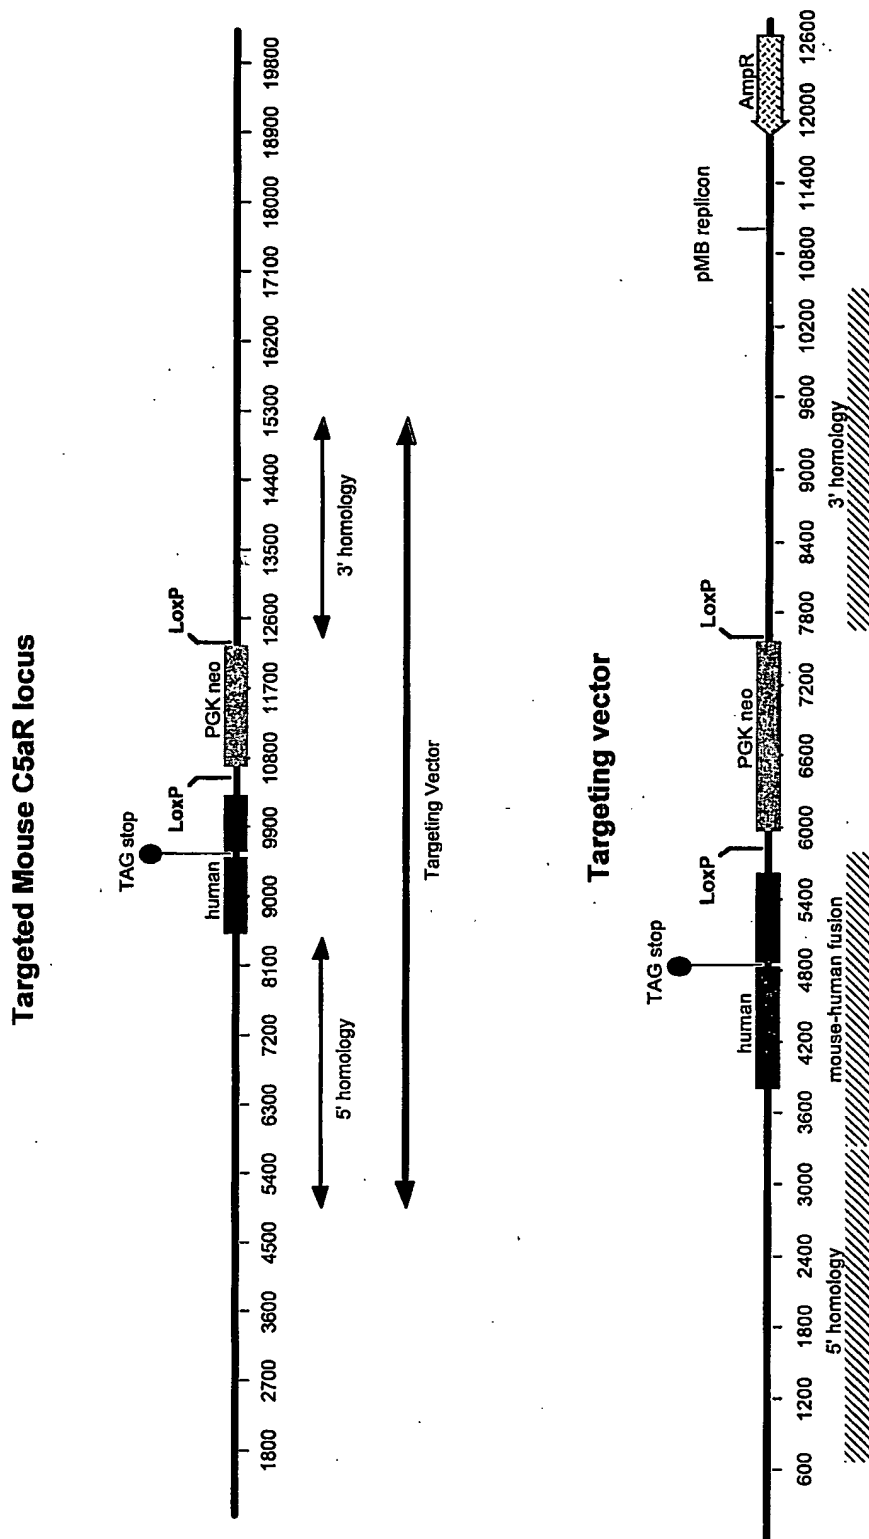 Targeted Mouse C5aR locus
TAG stop
human
LoxP
PGK neo
LoxP
1800 2700 3600 4500 5400 6300 7200 8100 9000 9900 10800 11700 12600 13500 14400 15300 16200 17100 18000 18900 19800
5' homology
3' homology
Targeting Vector
Targeting vector
TAG stop
human
LoxP
PGK neo
LoxP
pMB replicon
AmpR
600 1200 1800 2400 3000 3600 4200 4800 5400 6000 6600 7200 7800 8400 9000 9600 10200 10800 11400 12000 12600
5' homology
mouse-human fusion
3' homology